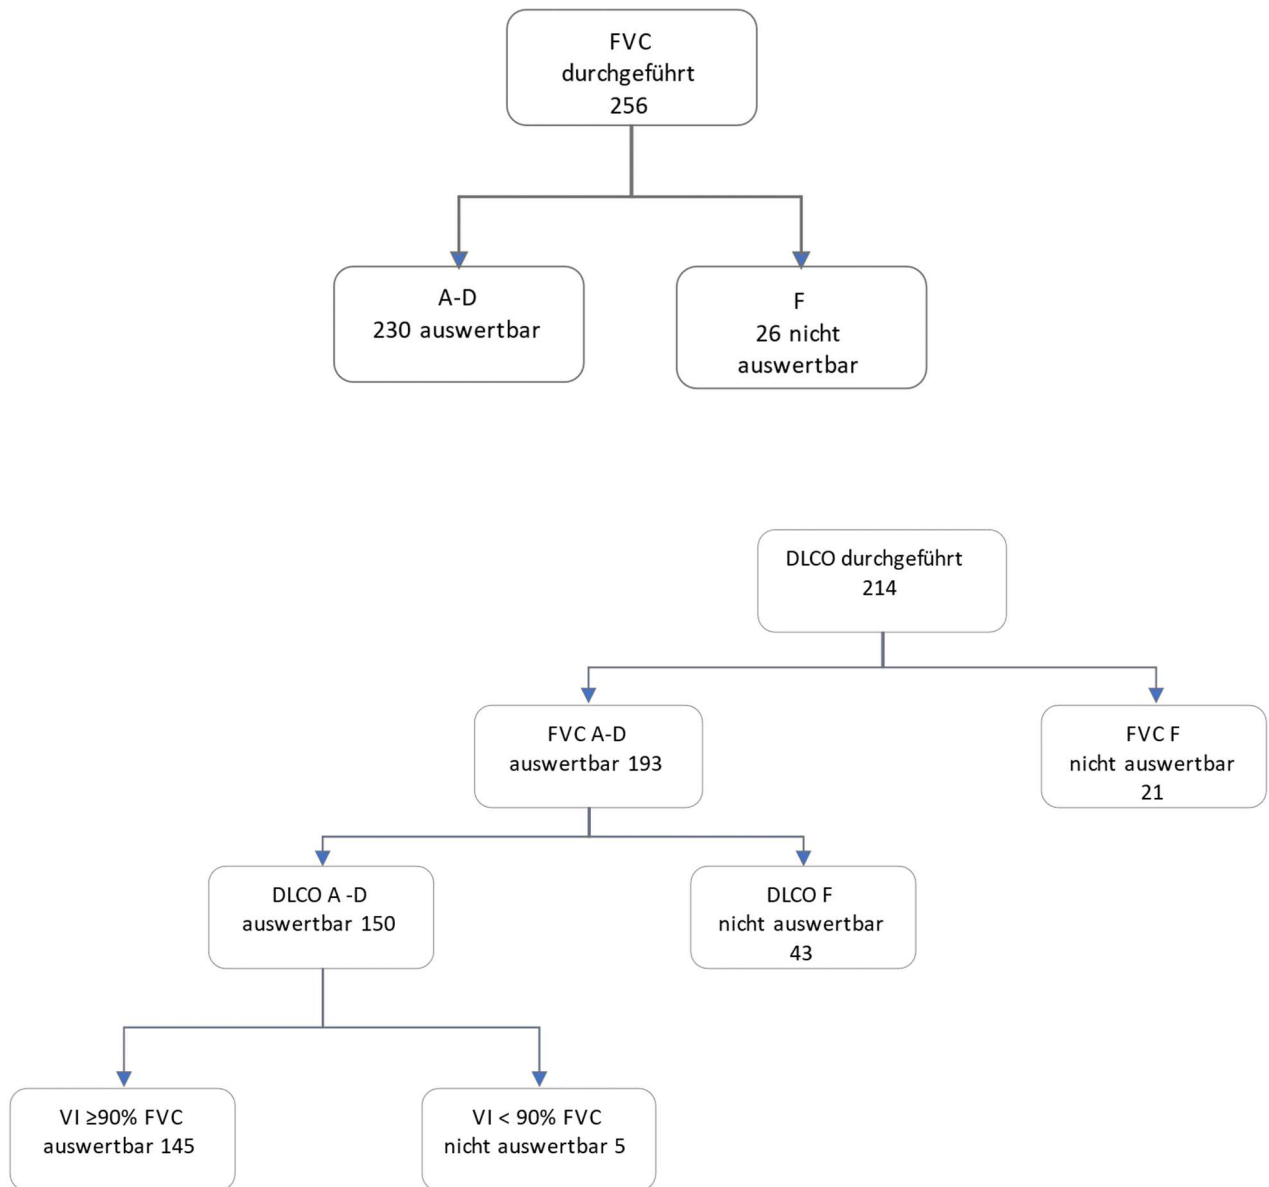 FVC
durchgeführt
256
A-D
230 auswertbar
F
26 nicht
auswertbar
DLCO durchgeführt
214
FVC A-D
auswertbar 193
FVC F
nicht auswertbar
21
DLCO A -D
auswertbar 150
DLCO F
nicht auswertbar
43
VI ≥90% FVC
auswertbar 145
VI < 90% FVC
nicht auswertbar 5